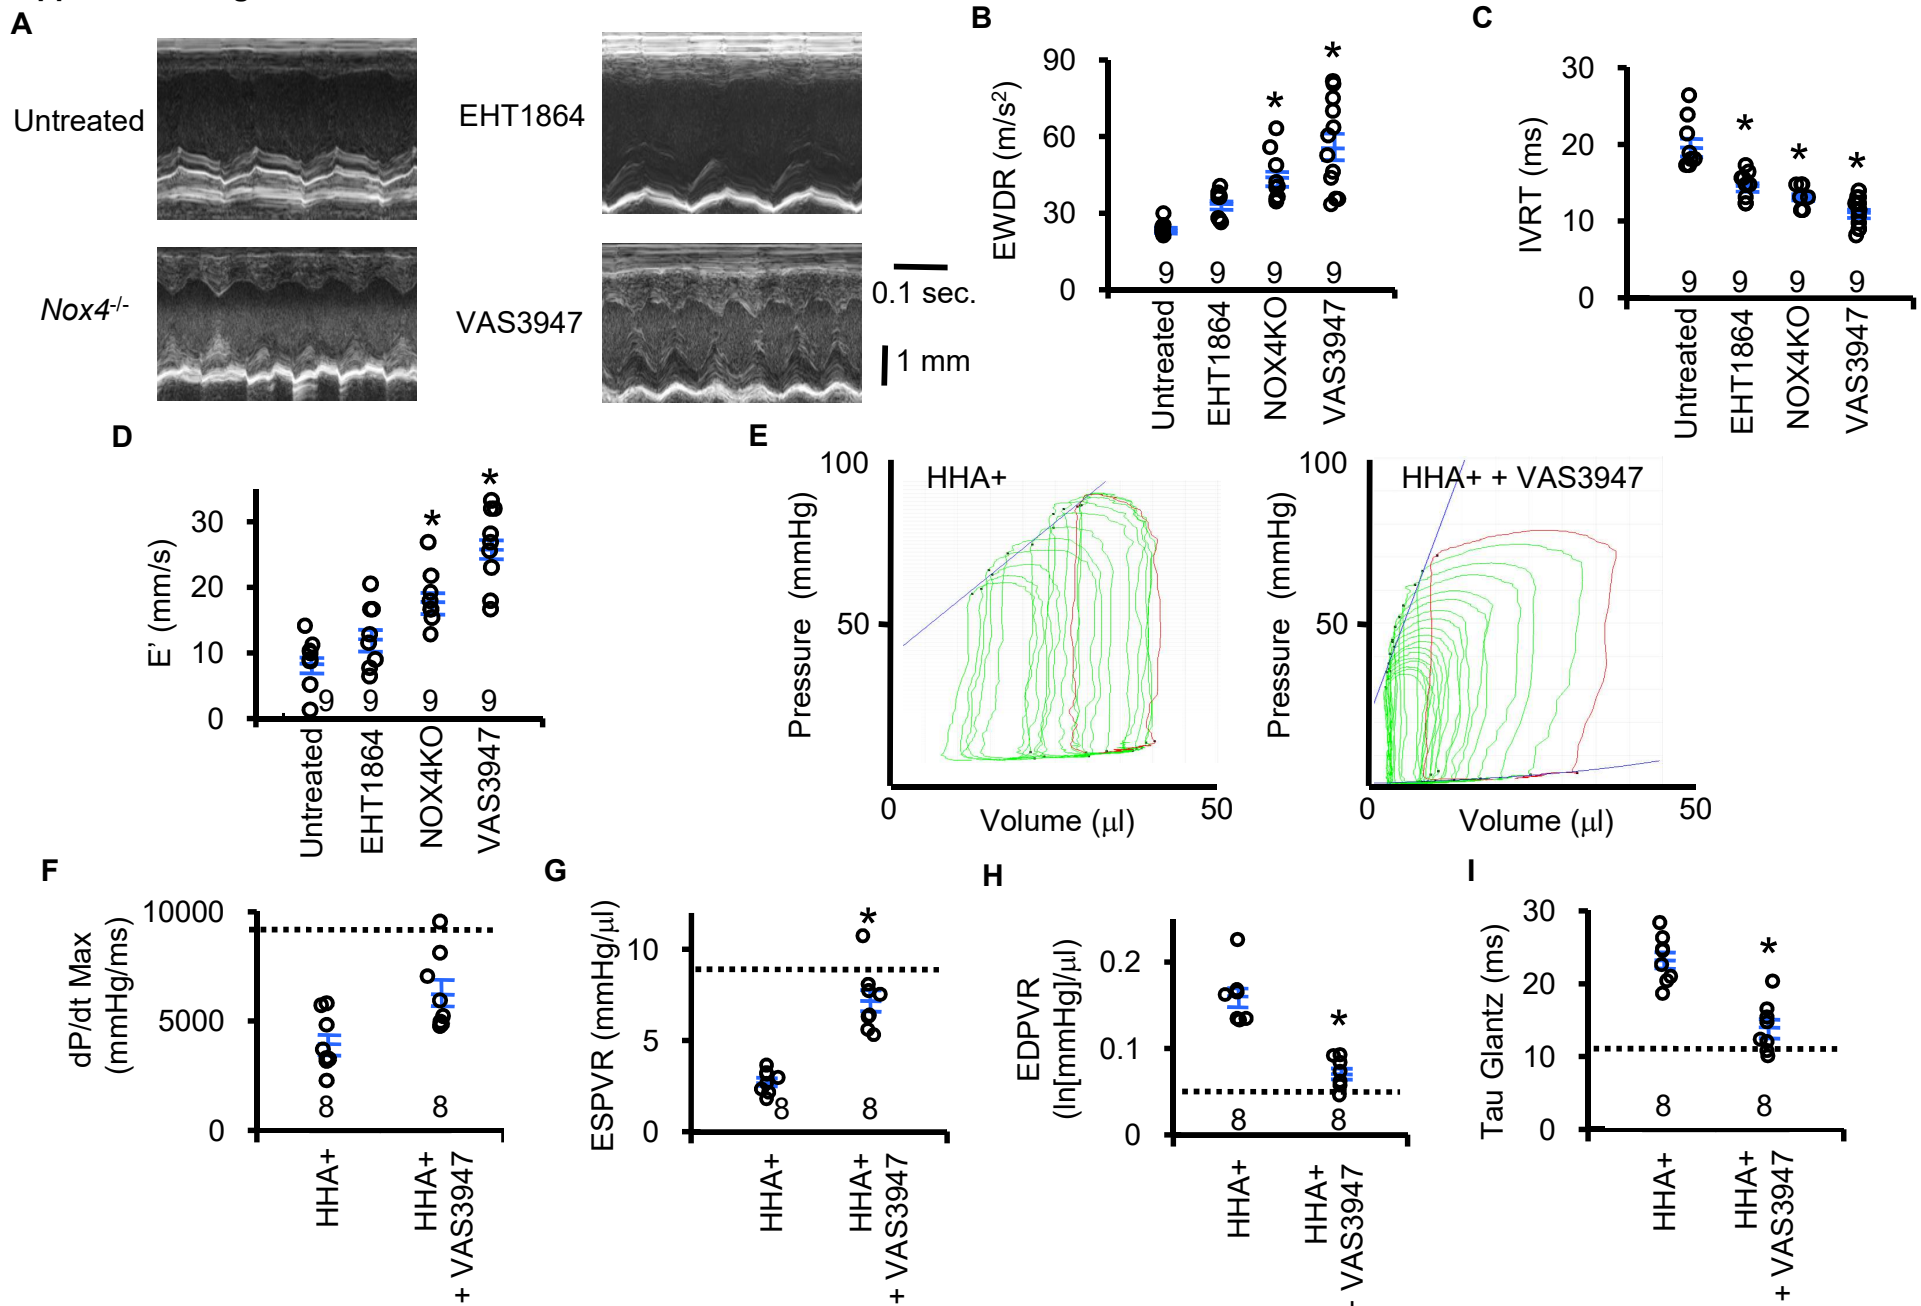 A
Untreated
EHT1864
Nox4-/-
VAS3947
0.1 sec.
1 mm
B
EWDR (m/s2)
90
60
30
0
*
*
9 9 9 9
Untreated
EHT1864
NOX4KO
VAS3947
C
IVRT (ms)
30
20
10
0
*
*
*
9 9 9 9
Untreated
EHT1864
NOX4KO
VAS3947
D
E’ (mm/s)
30
20
10
0
*
*
9 9 9 9
Untreated
EHT1864
NOX4KO
VAS3947
E
Pressure (mmHg)
100
50
HHA+
0
50
Volume (μl)
Pressure (mmHg)
100
50
HHA+ + VAS3947
0
50
Volume (μl)
F
dP/dt Max
(mmHg/ms)
10000
5000
0
8 8
HHA+
HHA+
+ VAS3947
G
ESPVR (mmHg/μl)
10
5
0
*
8 8
HHA+
HHA+
+ VAS3947
H
EDPVR
(ln[mmHg]/μl)
0.2
0.1
0
*
8 8
HHA+
HHA+
VAS3947
I
Tau Glantz (ms)
30
20
10
0
*
8 8
HHA+
HHA+
+ VAS3947